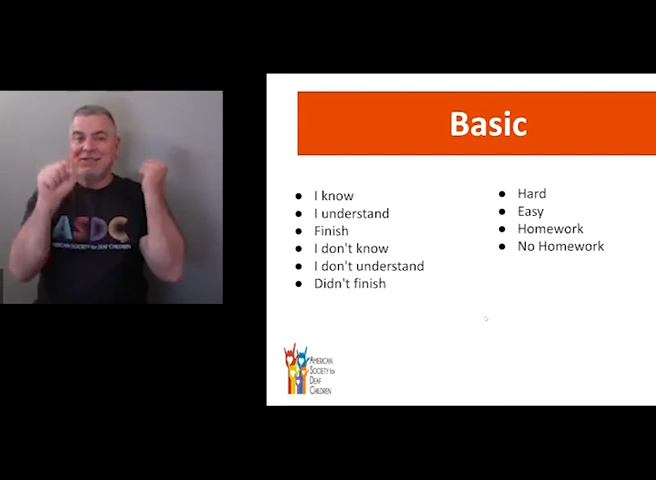 Basic
I know
I understand
Finish
I don't know
I don't understand
Didn't finish
Hard
Easy
Homework
No Homework
ASDC
AMERICAN SOCIETY for DEAF CHILDREN
AMERICAN
SOCIETY for
DEAF
CHILDREN